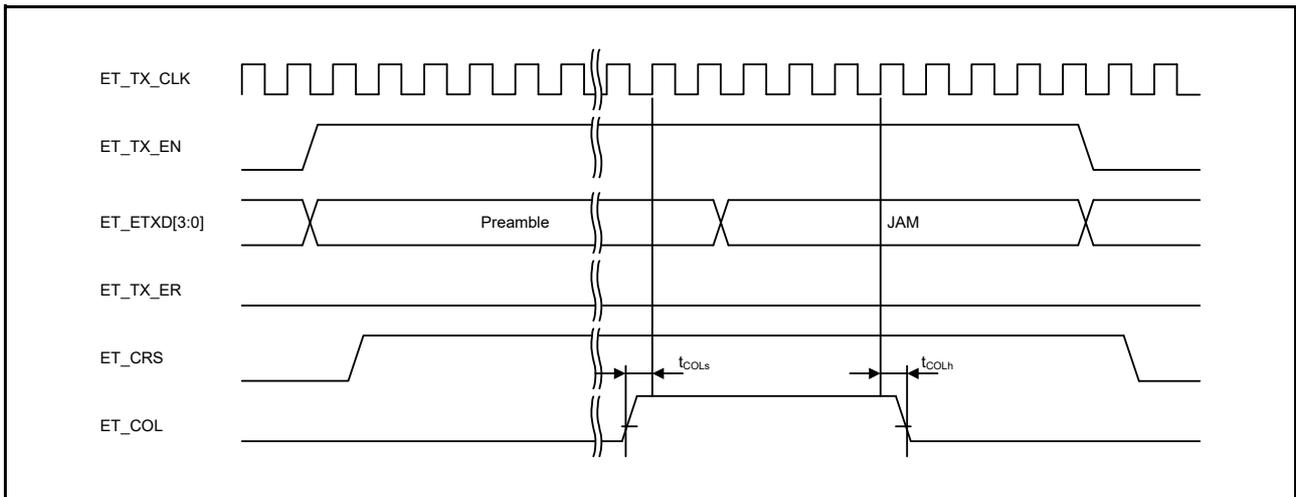 ET_TX_CLK
ET_TX_EN
ET_ETXD[3:0]
Preamble
JAM
ET_TX_ER
ET_CRS
tCOLs
tCOLh
ET_COL